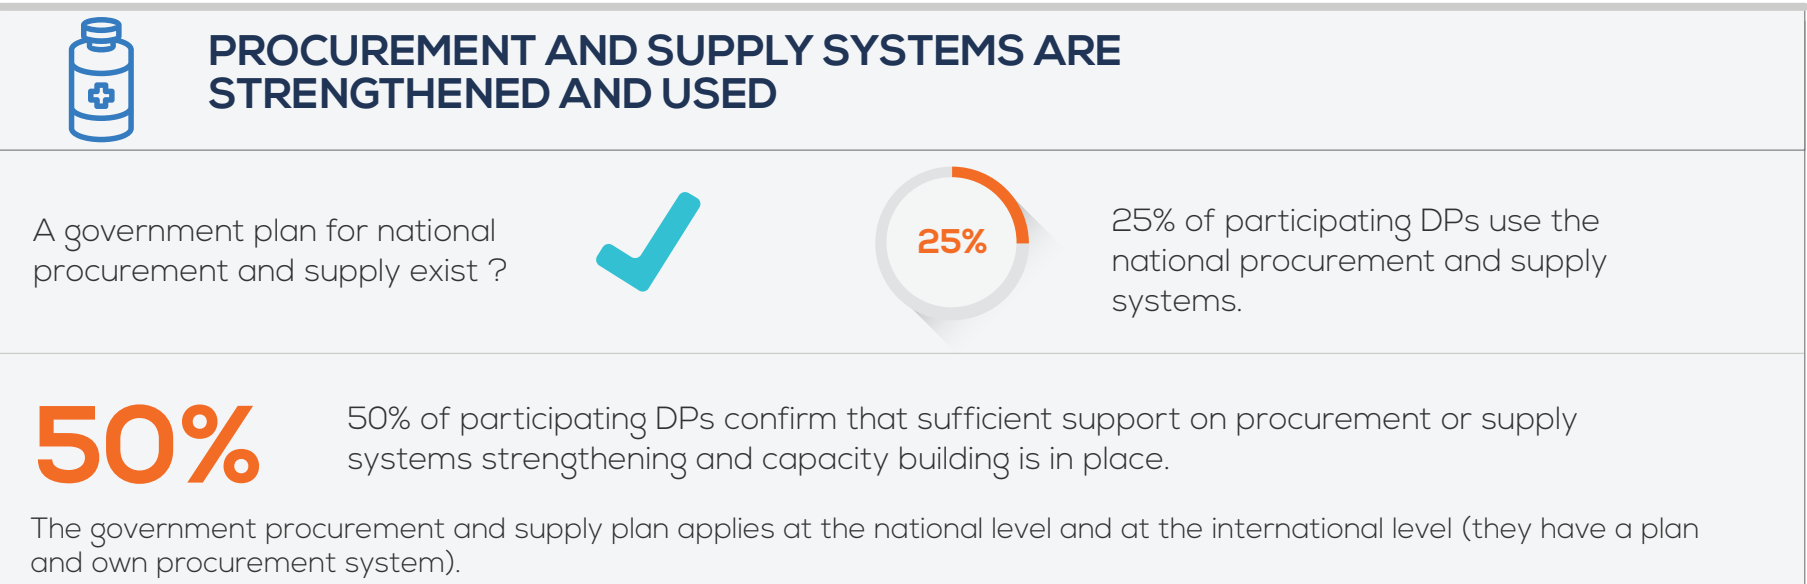 PROCUREMENT AND SUPPLY SYSTEMS ARE
STRENGTHENED AND USED
A government plan for national
procurement and supply exist ?
25%
25% of participating DPs use the
national procurement and supply
systems.
50%
50% of participating DPs confirm that sufficient support on procurement or supply
systems strengthening and capacity building is in place.
The government procurement and supply plan applies at the national level and at the international level (they have a plan
and own procurement system).